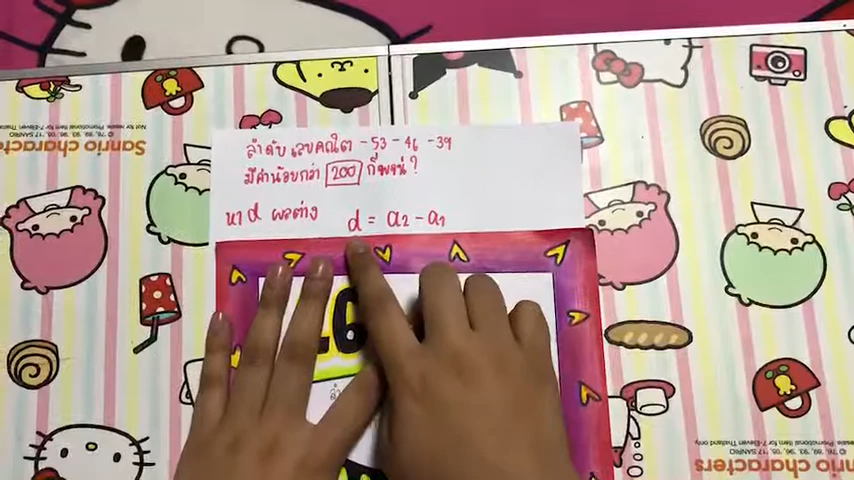 ลำดับ เลขคณิต -53 -46 -39
มีค่าน้อยกว่า 200 กี่พจน์ ?
หา d ผลต่าง d = a2 - a1
6
Sanrio Characters
Sanrio Characters